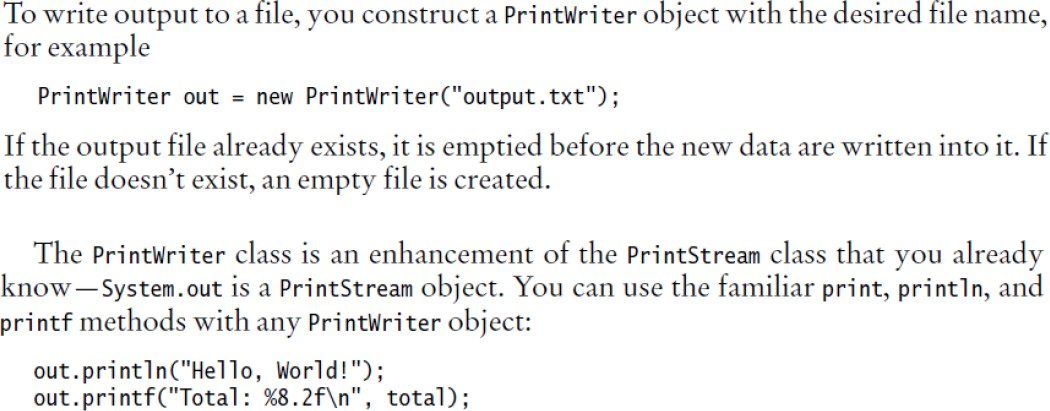 To write output to a file, you construct a PrintWriter object with the desired file name,
for example
PrintWriter out = new PrintWriter("output.txt");
If the output file already exists, it is emptied before the new data are written into it. If
the file doesn’t exist, an empty file is created.
The PrintWriter class is an enhancement of the PrintStream class that you already
know—System.out is a PrintStream object. You can use the familiar print, println, and
printf methods with any PrintWriter object:
out.println("Hello, World!");
out.printf("Total: %8.2f\n", total);